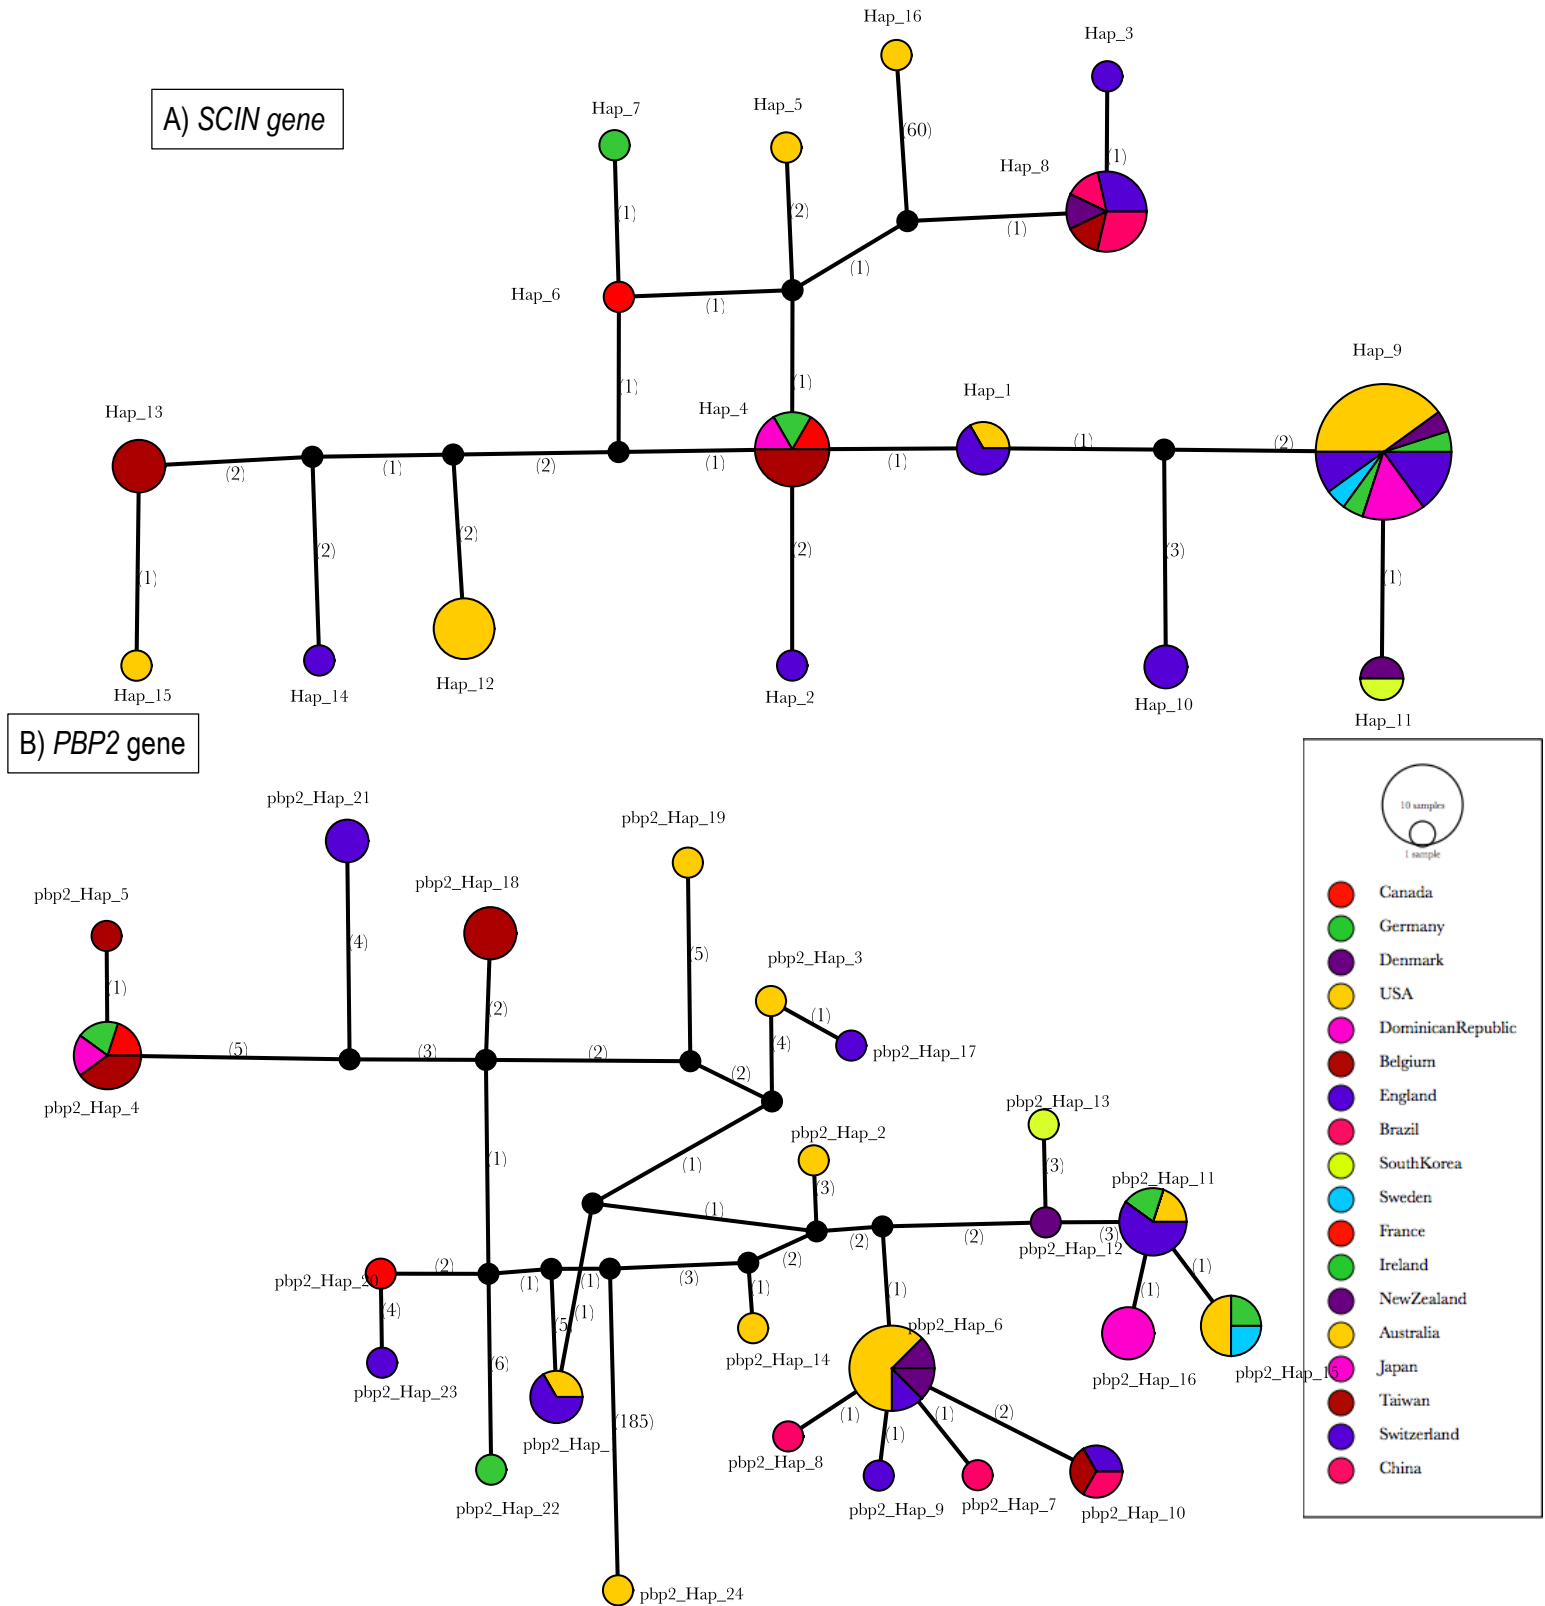 Hap_16
Hap_3
A) SCIN gene
Hap_7
Hap_5
(60)
(1)
Hap_8
(1)
(2)
(1)
(1)
Hap_6
(1)
Hap_9
(1)
(1)
Hap_1
Hap_13
Hap_4
(2)
(1)
(2)
(1)
(1)
(1)
(2)
(2)
(2)
(2)
(3)
(1)
(1)
Hap_15
Hap_14
Hap_12
Hap_2
Hap_10
Hap_11
B) PBP2 gene
10 samples
1 sample
Canada
Germany
Denmark
USA
DominicanRepublic
Belgium
England
Brazil
SouthKorea
Sweden
France
Ireland
NewZealand
Australia
Japan
Taiwan
Switzerland
China
pbp2_Hap_21
pbp2_Hap_19
pbp2_Hap_18
pbp2_Hap_5
(4)
(5)
pbp2_Hap_3
(1)
(2)
(1)
(4)
pbp2_Hap_17
(5)
(3)
(2)
(2)
pbp2_Hap_4
pbp2_Hap_13
pbp2_Hap_2
(1)
(1)
(3)
(3)
pbp2_Hap_11
(1)
(2)
(2)
(3)
pbp2_Hap_12
(2)
pbp2_Hap_20
(1)
(1)
(3)
(2)
(1)
(1)
(1)
(1)
(4)
(1)
(5)
pbp2_Hap_6
pbp2_Hap_14
(6)
pbp2_Hap_16
pbp2_Hap_15
pbp2_Hap_23
(185)
(1)
(1)
(1)
(2)
pbp2_Hap_
pbp2_Hap_8
pbp2_Hap_22
pbp2_Hap_9
pbp2_Hap_7
pbp2_Hap_10
pbp2_Hap_24